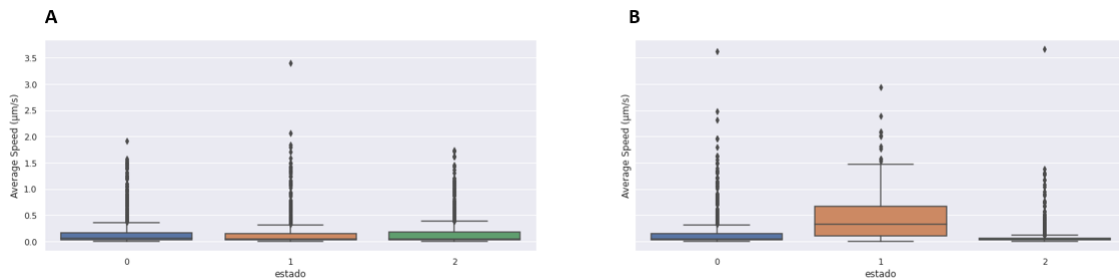 A
Average Speed (µm/s)
3.5
3.0
2.5
2.0
1.5
1.0
0.5
0.0
0 1 2
estado
B
Average Speed (µm/s)
0 1 2
estado